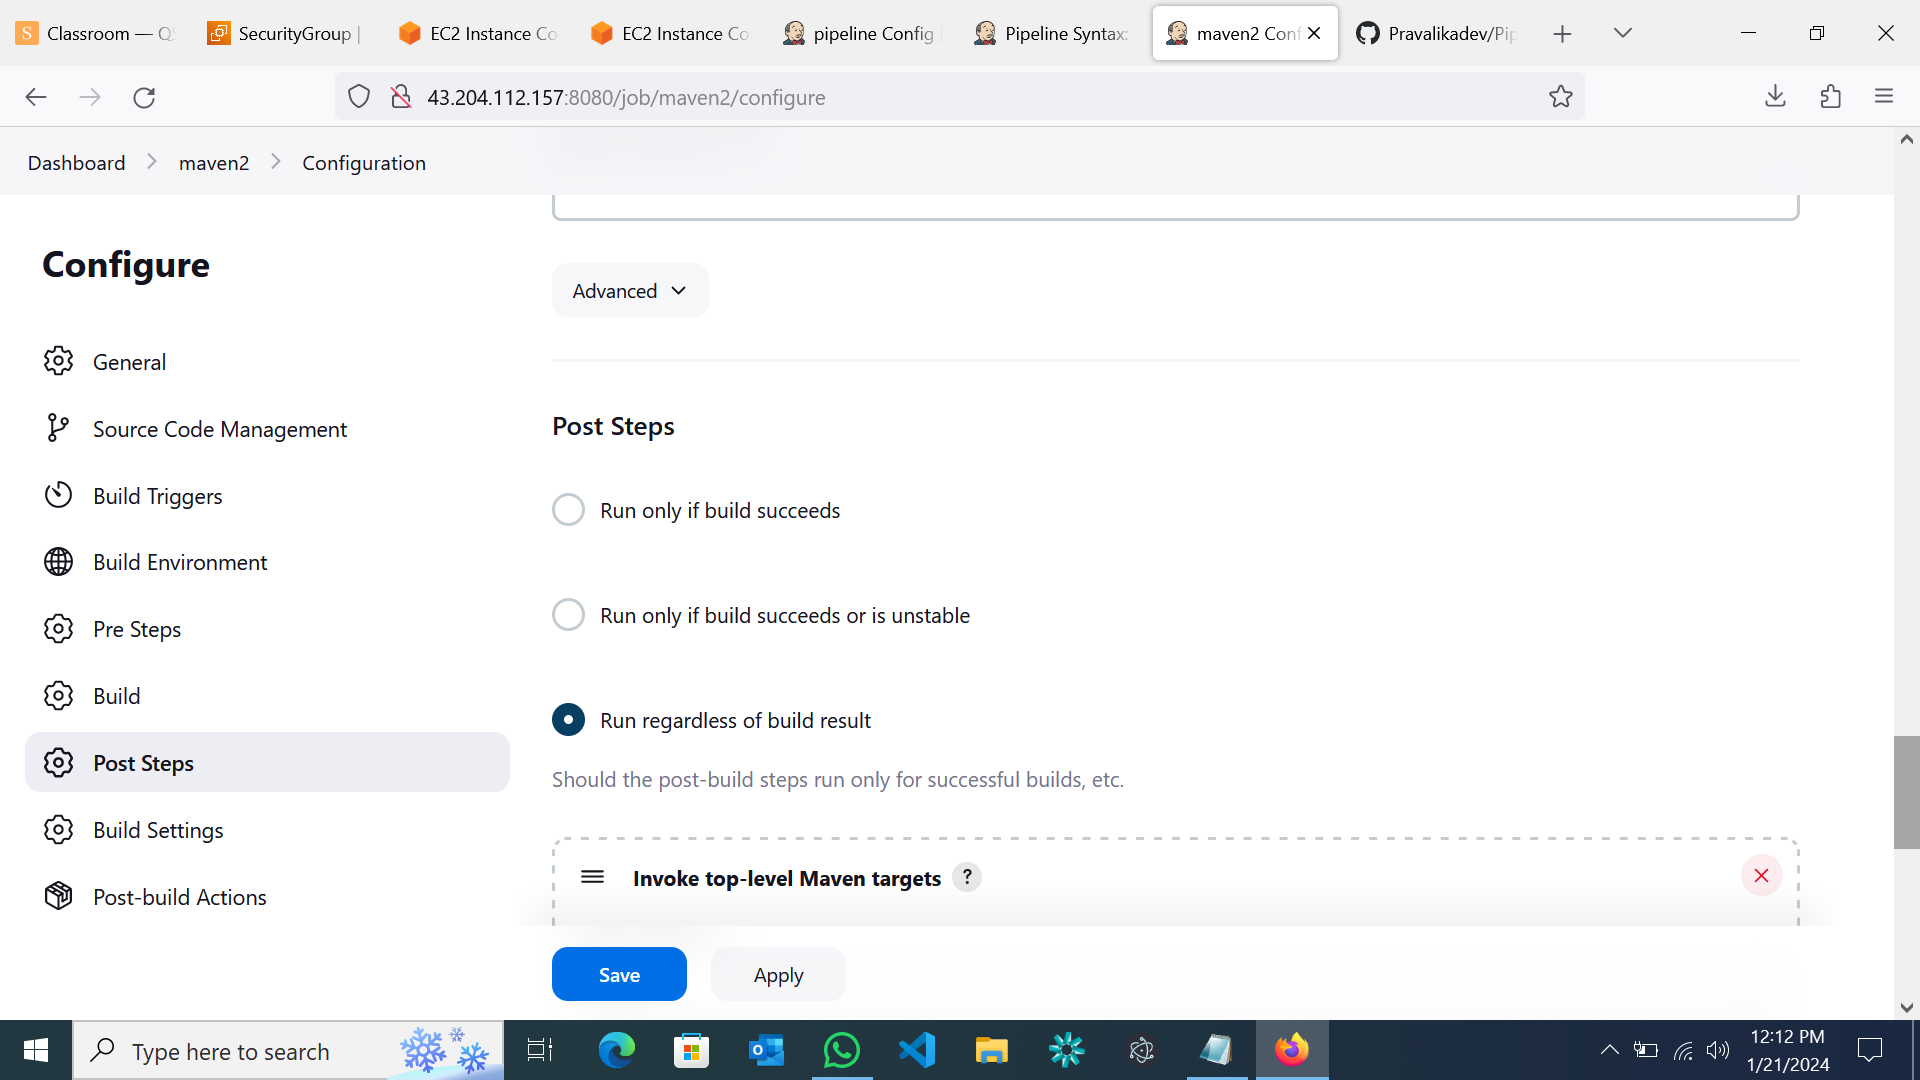 Classroom — QS
SecurityGroup |
EC2 Instance Co
EC2 Instance Co
pipeline Config
Pipeline Syntax:
maven2 Conf
Pravalikadev/Pip
43.204.112.157:8080/job/maven2/configure
Dashboard
maven2
Configuration
Configure
General
Source Code Management
Build Triggers
Build Environment
Pre Steps
Build
Post Steps
Build Settings
Post-build Actions
Advanced
Post Steps
Run only if build succeeds
Run only if build succeeds or is unstable
Run regardless of build result
Should the post-build steps run only for successful builds, etc.
Invoke top-level Maven targets ?
Save
Apply
Type here to search
12:12 PM
1/21/2024